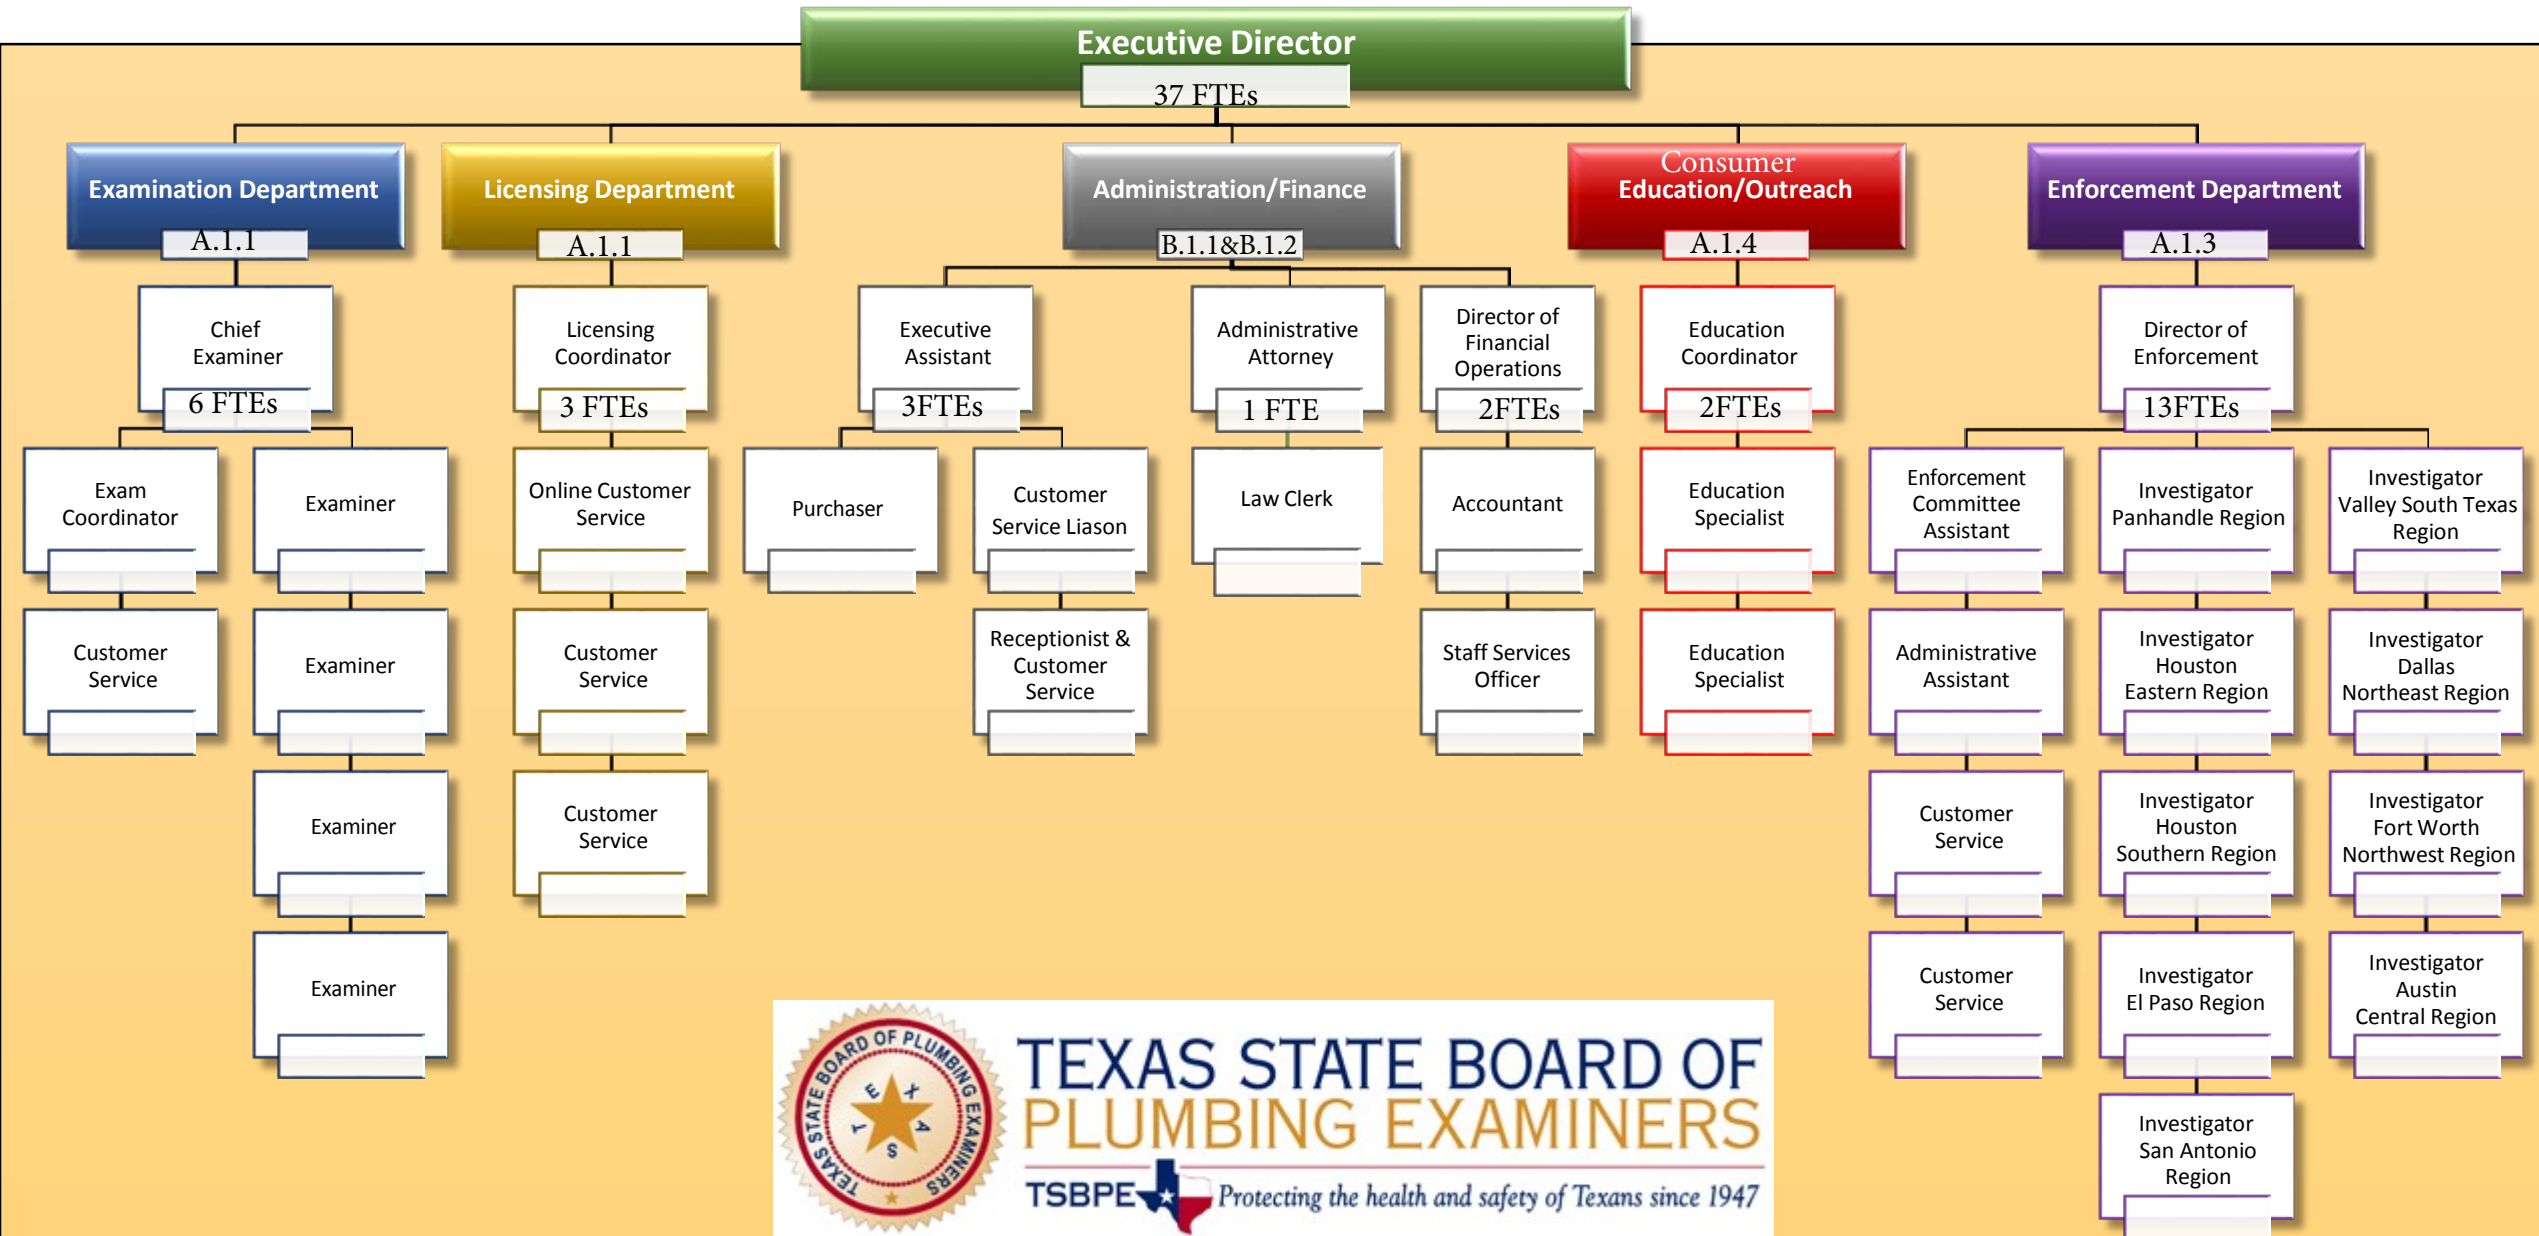 Executive Director
37 FTEs
Examination Department
A.1.1
Chief
Examiner
6 FTEs
Exam
Coordinator
Customer
Service
Examiner
Examiner
Examiner
Examiner
Licensing Department
A.1.1
Licensing
Coordinator
3 FTEs
Online Customer
Service
Customer
Service
Customer
Service
Administration/Finance
B.1.1&B.1.2
Executive
Assistant
3FTEs
Purchaser
Customer
Service Liason
Receptionist &
Customer
Service
Administrative
Attorney
1 FTE
Law Clerk
Director of
Financial
Operations
2FTEs
Accountant
Staff Services
Officer
Consumer
Education/Outreach
A.1.4
Education
Coordinator
2FTEs
Education
Specialist
Education
Specialist
Enforcement Department
A.1.3
Director of
Enforcement
13FTEs
Enforcement
Committee
Assistant
Administrative
Assistant
Customer
Service
Customer
Service
Investigator
Panhandle Region
Investigator
Houston
Eastern Region
Investigator
Houston
Southern Region
Investigator
El Paso Region
Investigator
San Antonio
Region
Investigator
Valley South Texas
Region
Investigator
Dallas
Northeast Region
Investigator
Fort Worth
Northwest Region
Investigator
Austin
Central Region
TEXAS STATE BOARD OF PLUMBING EXAMINERS
TEXAS
TEXAS STATE BOARD OF
PLUMBING EXAMINERS
TSBPE Protecting the health and safety of Texans since 1947